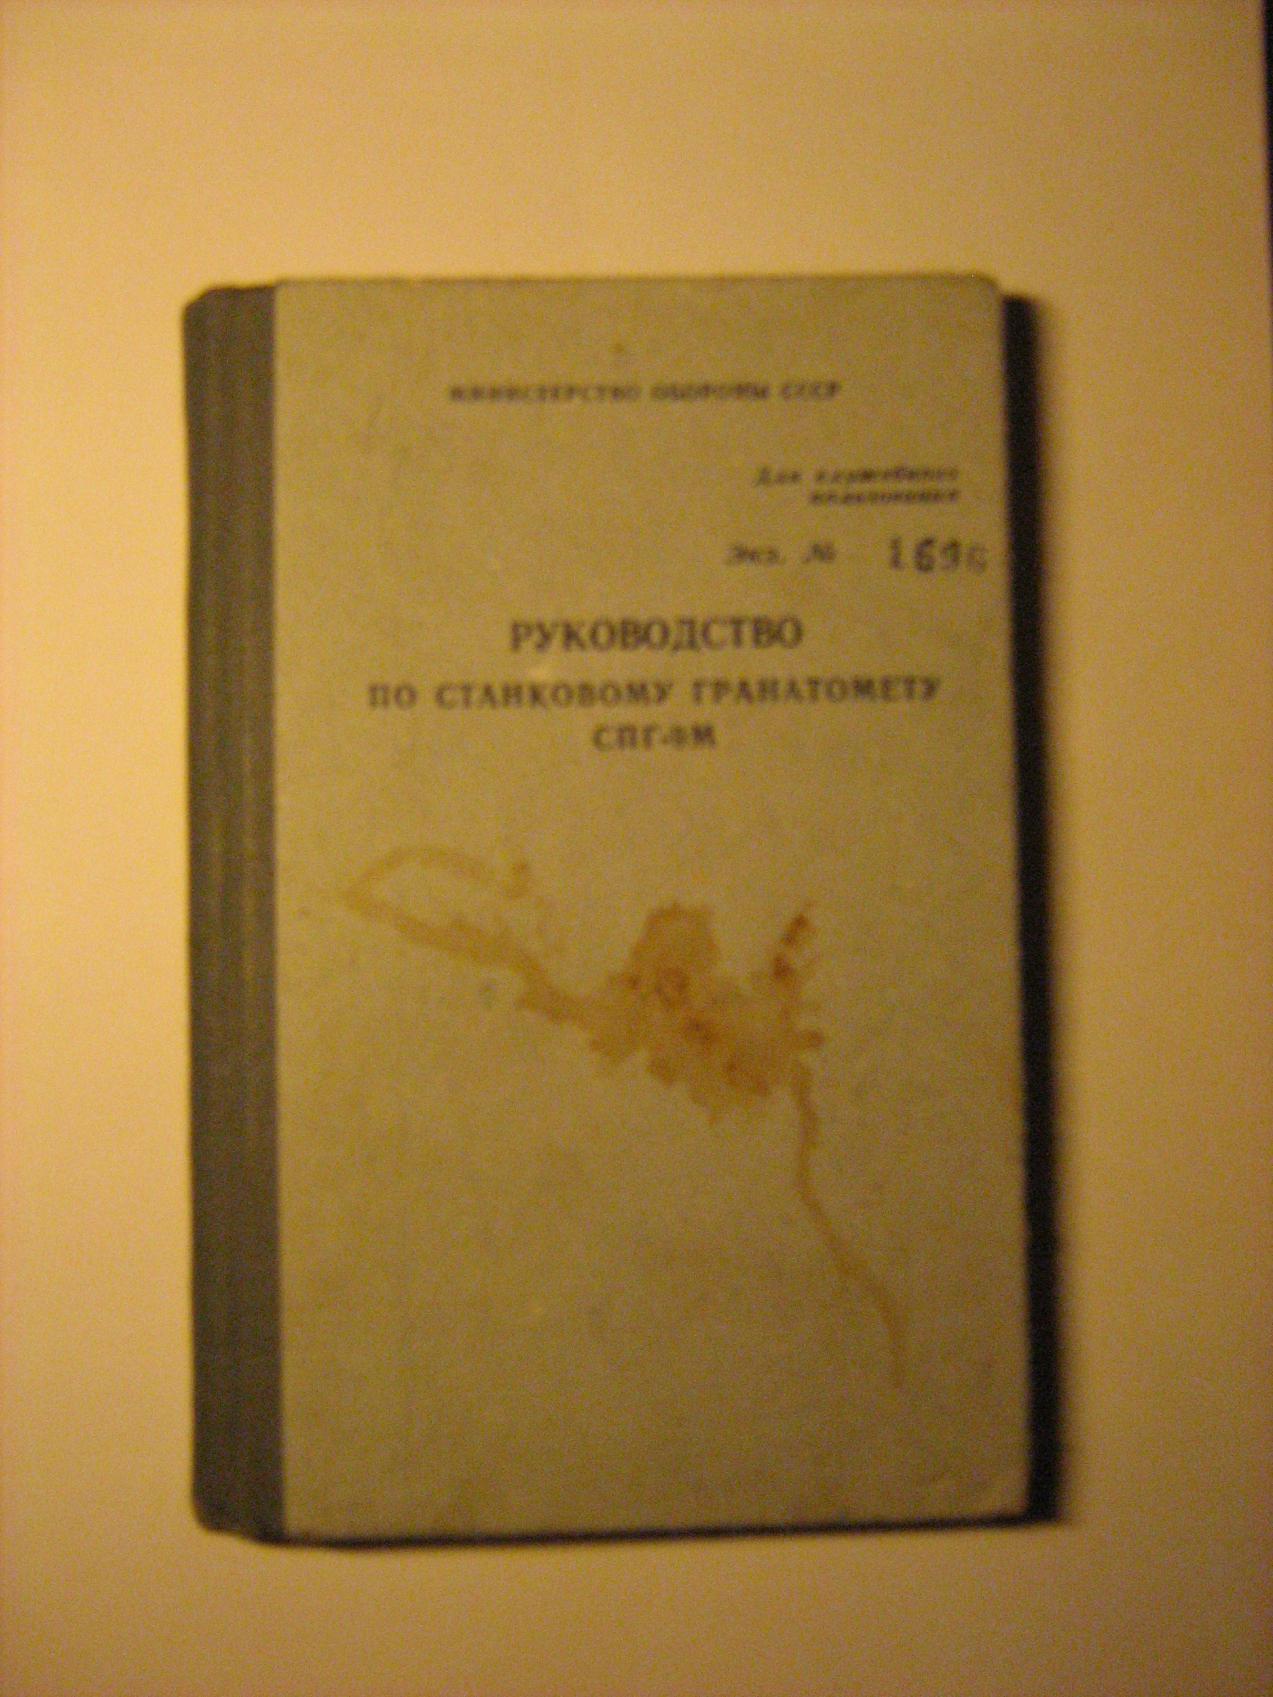 МИНИСТЕРСТВО ОБОРОНЫ СССР
Для служебного
пользования
Экз. №
РУКОВОДСТВО
ПО СТАНКОВОМУ ГРАНАТОМЕТУ
СПГ-9М